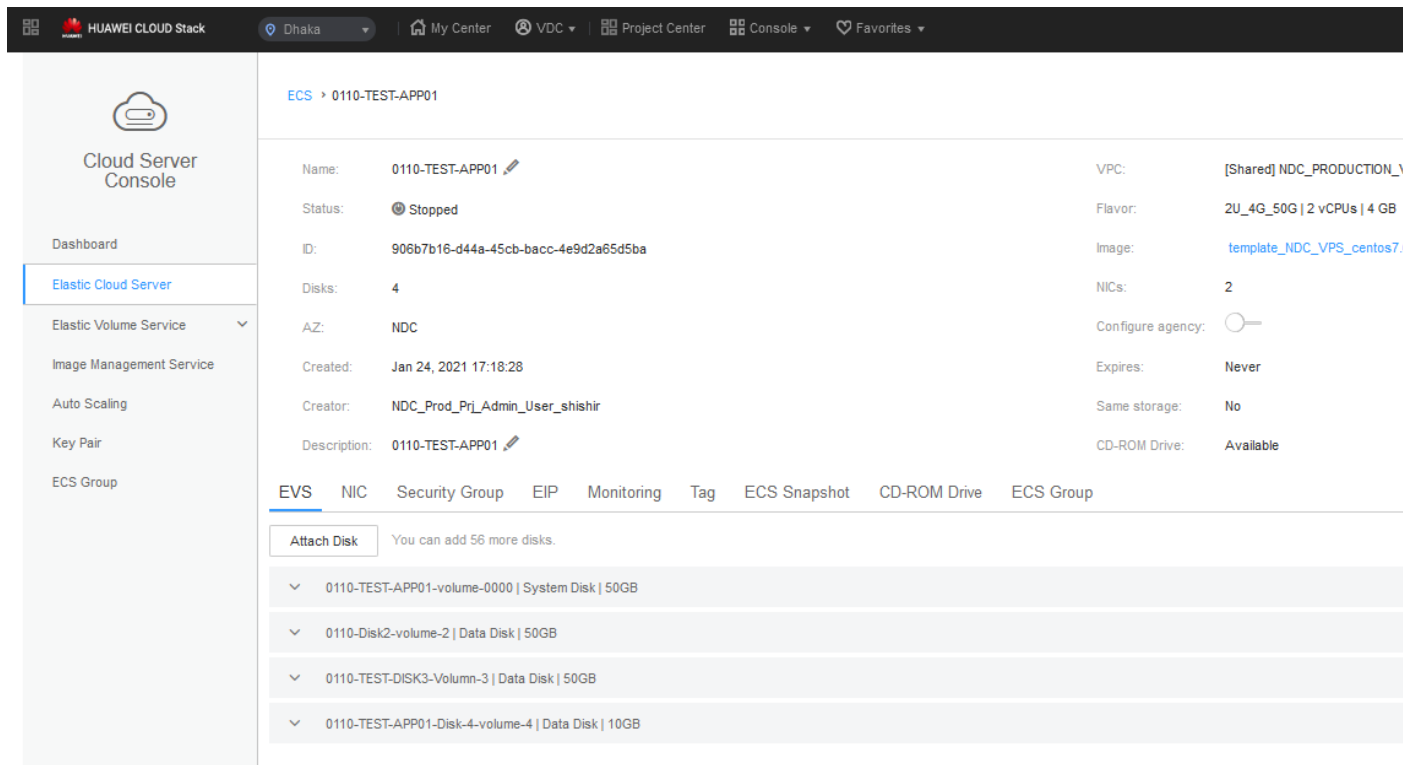 HUAWEI CLOUD Stack Dhaka My Center VDC Project Center Console Favorites
HUAWEI
Cloud Server
Console
Dashboard
Elastic Cloud Server
Elastic Volume Service
Image Management Service
Auto Scaling
Key Pair
ECS Group
ECS > 0110-TEST-APP01
Name: 0110-TEST-APP01 VPC: [Shared] NDC_PRODUCTION_
Status: Stopped Flavor: 2U_4G_50G | 2 vCPUs | 4 GB
ID: 906b7b16-d44a-45cb-bacc-4e9d2a65d5ba Image: template_NDC_VPS_centos7.
Disks: 4 NICs: 2
AZ: NDC Configure agency:
Created: Jan 24, 2021 17:18:28 Expires: Never
Creator: NDC_Prod_Prj_Admin_User_shishir Same storage: No
Description: 0110-TEST-APP01 CD-ROM Drive: Available
EVS NIC Security Group EIP Monitoring Tag ECS Snapshot CD-ROM Drive ECS Group
Attach Disk You can add 56 more disks.
0110-TEST-APP01-volume-0000 | System Disk | 50GB
0110-Disk2-volume-2 | Data Disk | 50GB
0110-TEST-DISK3-Volumn-3 | Data Disk | 50GB
0110-TEST-APP01-Disk-4-volume-4 | Data Disk | 10GB